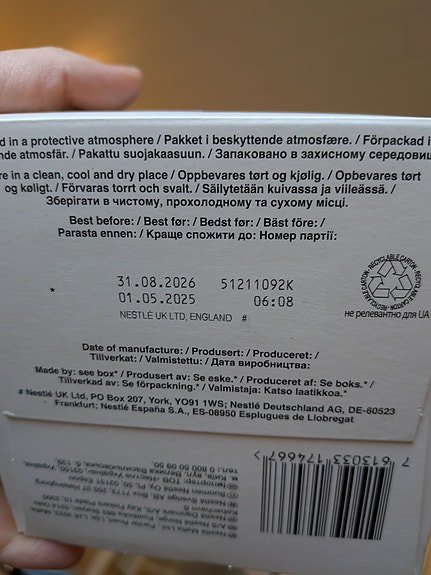 d in a protective atmosphere / Pakket i beskyttende atmosfære. / Förpackad i
nde atmosfär. / Pakattu suojakaasuun. / Запаковано в захисному середовищ
re in a clean, cool and dry place / Oppbevares tørt og kjølig. / Opbevares tørt
og køligt. / Förvaras torrt och svalt. / Säilytetään kuivassa ja viileässä. /
Зберігати в чистому, прохолодному та сухому місці.
Best before: / Best før: / Bedst før: / Bäst före: /
Parasta ennen: / Краще спожити до: Номер партії:
* 31.08.2026 51211092K
01.05.2025 06:08
NESTLÉ UK LTD, ENGLAND #
RECYCLABLE CARTON
не релевантно для UA
Date of manufacture: / Produsert: / Produceret: /
Tillverkat: / Valmistettu: / Дата виробництва:
Made by: see box* / Produsert av: Se eske.* / Produceret af: Se boks.* /
Tillverkad av: Se förpackning.* / Valmistaja: Katso laatikkoa.*
# Nestlé UK Ltd, PO Box 207, York, YO91 1WS; Nestlé Deutschland AG, DE-60523
Frankfurt; Nestlé España S.A., ES-08950 Esplugues de Llobregat
7 613033 174667 >